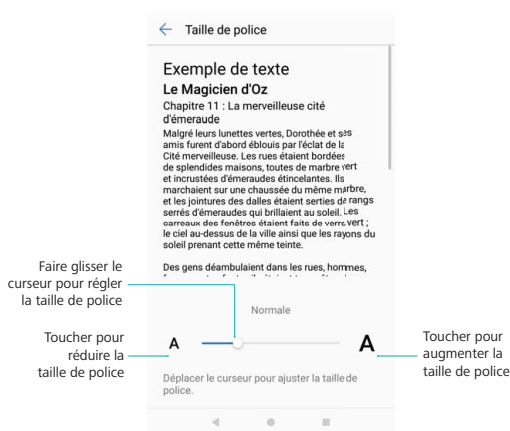 Taille de police
Exemple de texte
Le Magicien d'Oz
Chapitre 11 : La merveilleuse cité
d'émeraude
Malgré leurs lunettes vertes, Dorothée et ses
amis furent d'abord éblouis par l'éclat de la
Cité merveilleuse. Les rues étaient bordées
de splendides maisons, toutes de marbre vert
et incrustées d'émeraudes étincelantes. Ils
marchaient sur une chaussée du même marbre,
et les jointures des dalles étaient serties de rangs
serrés d'émeraudes qui brillaient au soleil. Les
carreaux des fenêtres étaient faits de verre vert ;
le ciel au-dessus de la ville ainsi que les rayons du
soleil prenant cette même teinte.
Des gens déambulaient dans les rues, hommes,
Faire glisser le
curseur pour régler
la taille de police
Normale
Toucher pour
réduire la
taille de police
A
A
Toucher pour
augmenter la
taille de police
Déplacer le curseur pour ajuster la taille de
police.